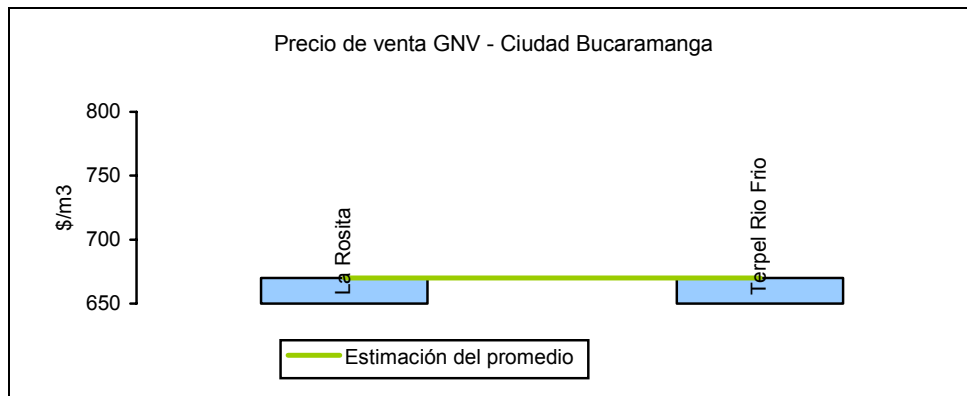 Precio de venta GNV - Ciudad Bucaramanga
800
750
700
650
$/m3
La Rosita
Terpel Rio Frio
Estimación del promedio